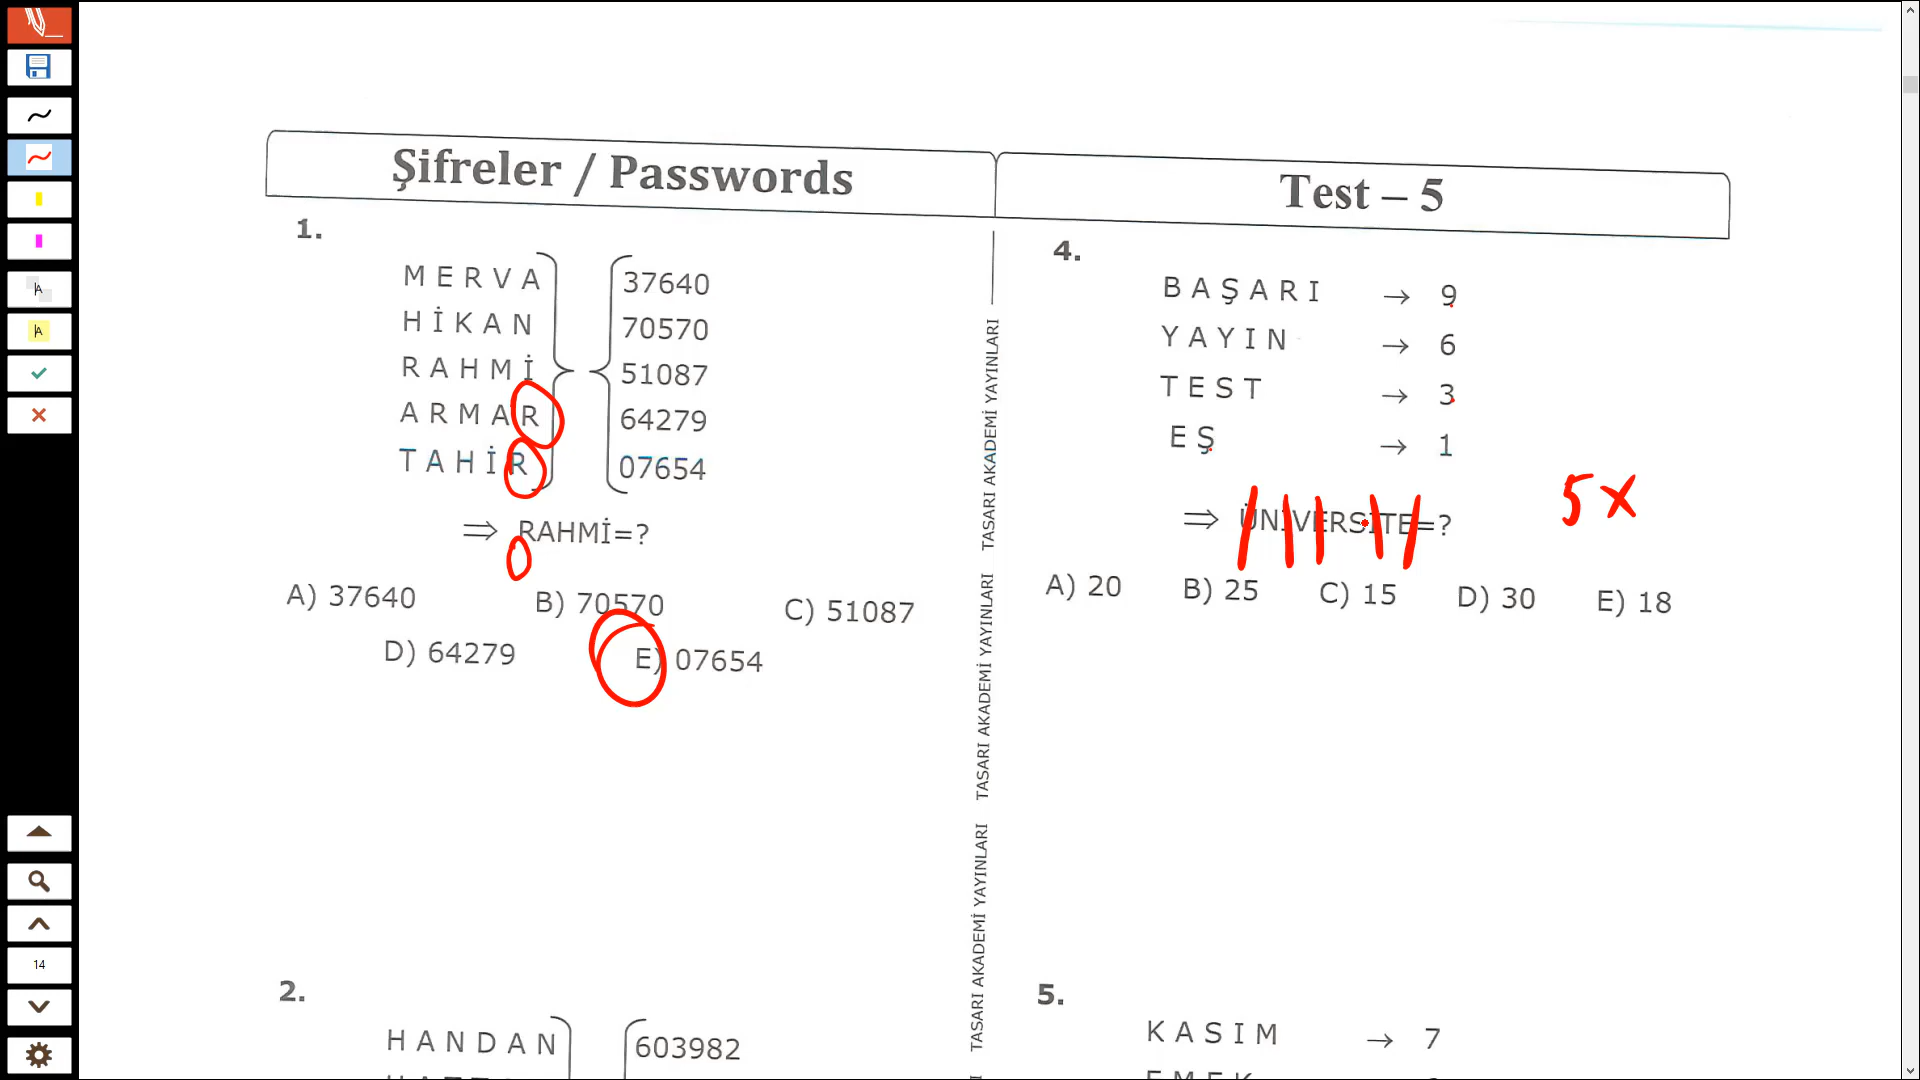 Şifreler / Passwords
Test – 5
1.
M E R V A
H İ K A N
R A H M İ
A R M A R
T A H İ R
37640
70570
51087
64279
07654
⇒ RAHMİ=?
A) 37640 B) 70570 C) 51087
D) 64279 E) 07654
2.
H A N D A N
603982
TASARI AKADEMİ YAYINLARI TASARI AKADEMİ YAYINLARI TASARI AKADEMİ YAYINLARI
4.
B A Ş A R I → 9
Y A Y I N → 6
T E S T → 3
E Ş → 1
⇒ ÜNİVERSİTE=?
5x
A) 20 B) 25 C) 15 D) 30 E) 18
5.
K A S I M → 7
14